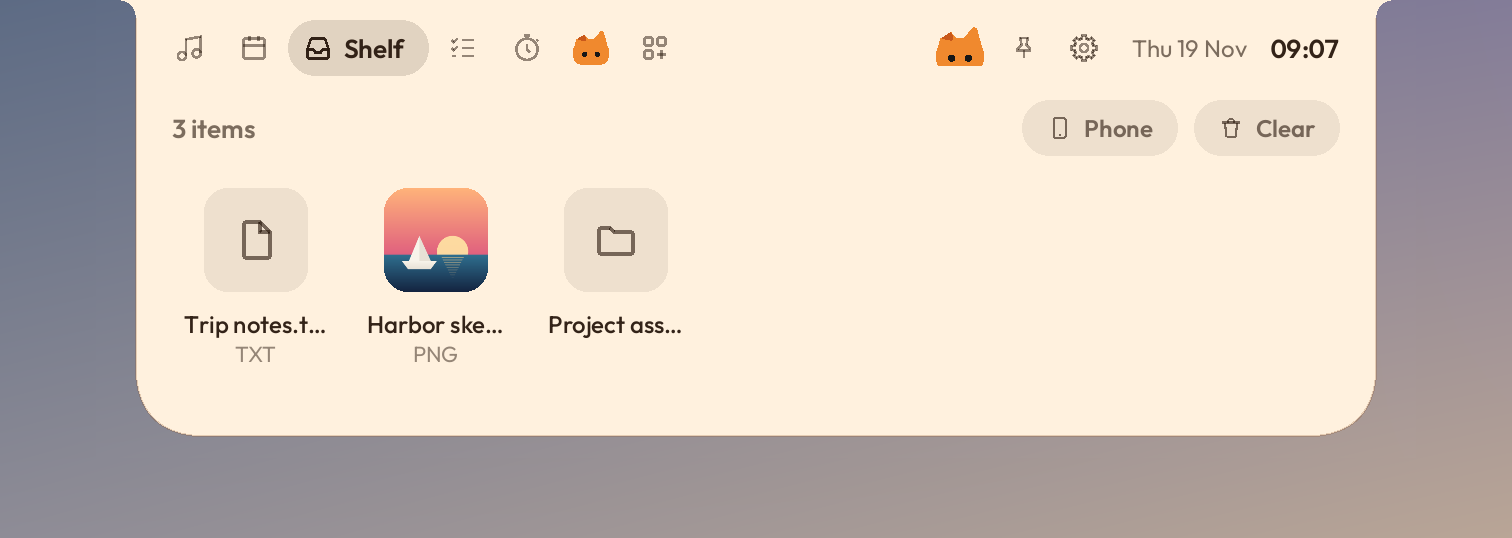 Shelf
Thu 19 Nov 09:07
3 items
Phone
Clear
Trip notes.t...
Harbor ske...
Project ass...
TXT
PNG